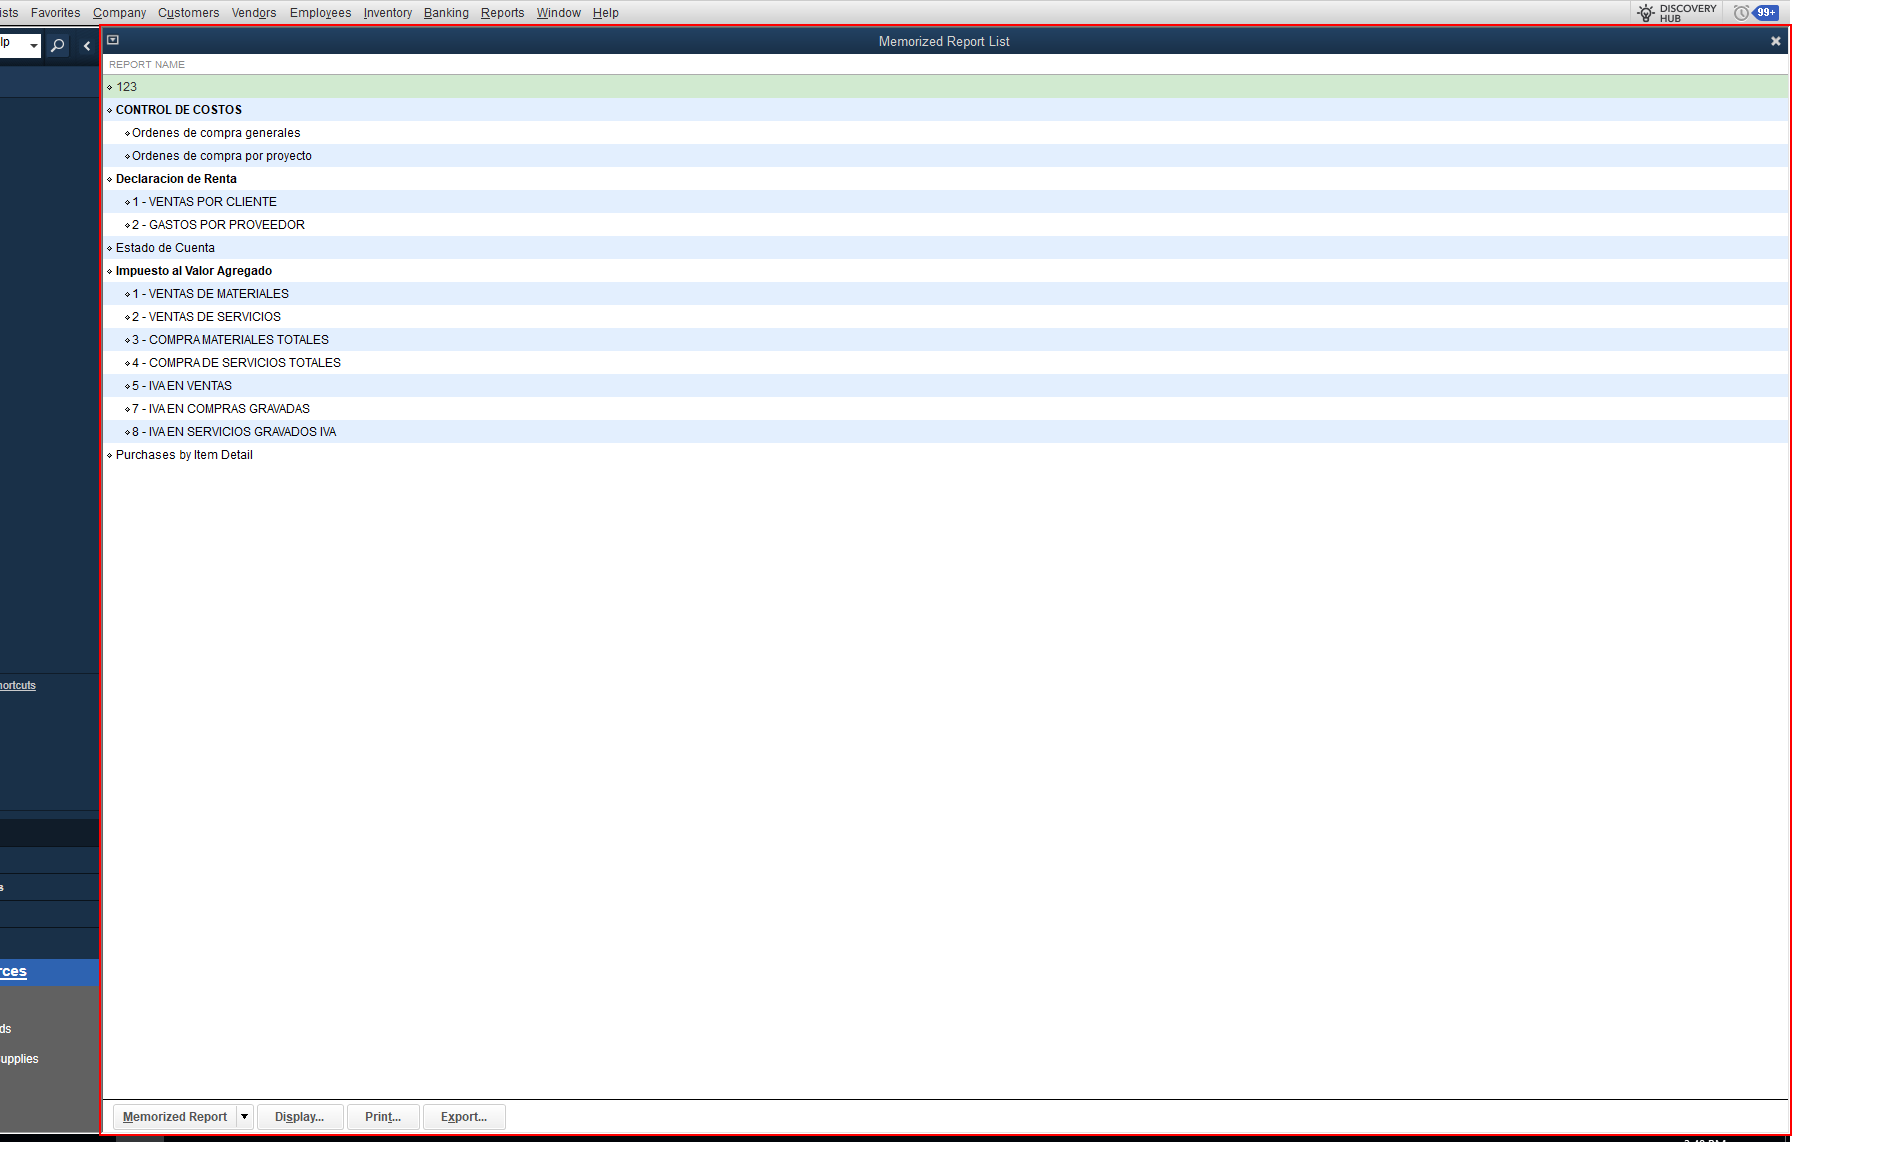 ists Favorites Company Customers Vendors Employees Inventory Banking Reports Window Help DISCOVERY HUB 99+
lp
Memorized Report List
REPORT NAME
123
CONTROL DE COSTOS
Ordenes de compra generales
Ordenes de compra por proyecto
Declaracion de Renta
1 - VENTAS POR CLIENTE
2 - GASTOS POR PROVEEDOR
Estado de Cuenta
Impuesto al Valor Agregado
1 - VENTAS DE MATERIALES
2 - VENTAS DE SERVICIOS
3 - COMPRA MATERIALES TOTALES
4 - COMPRA DE SERVICIOS TOTALES
5 - IVA EN VENTAS
7 - IVA EN COMPRAS GRAVADAS
8 - IVA EN SERVICIOS GRAVADOS IVA
Purchases by Item Detail
hortcuts
s
rces
ds
upplies
Memorized Report Display... Print... Export...